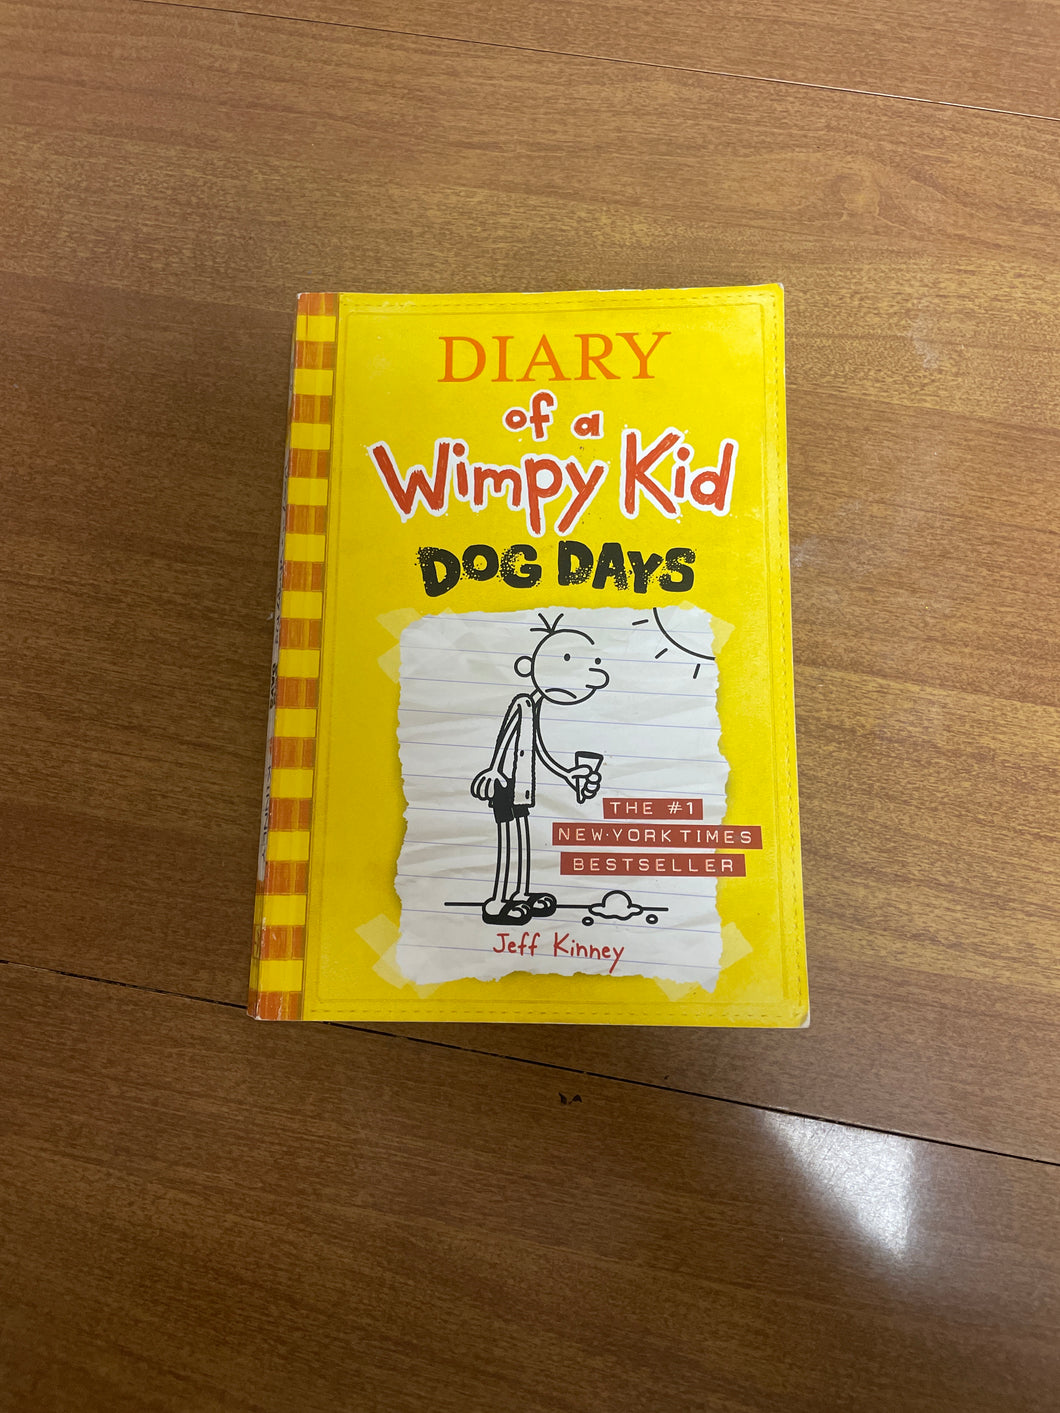 DIARY
of a
Wimpy Kid
DOG DAYS
THE #1
NEW YORK TIMES
BESTSELLER
Jeff Kinney